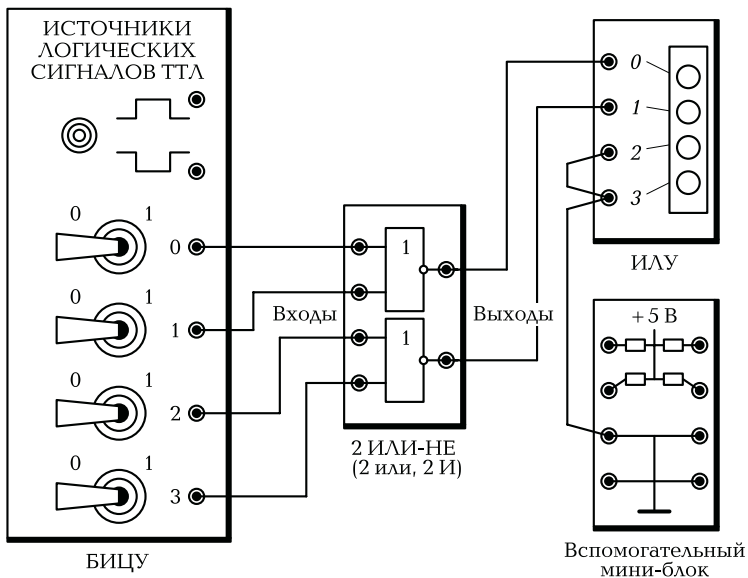 ИСТОЧНИКИ
ЛОГИЧЕСКИХ
СИГНАЛОВ ТТЛ
0 1
0
0 1
1
0 1
2
0 1
3
БИЦУ
Входы
1
1
Выходы
2 ИЛИ-НЕ
(2 или, 2 И)
0
1
2
3
ИЛУ
+ 5 В
Вспомогательный
мини-блок